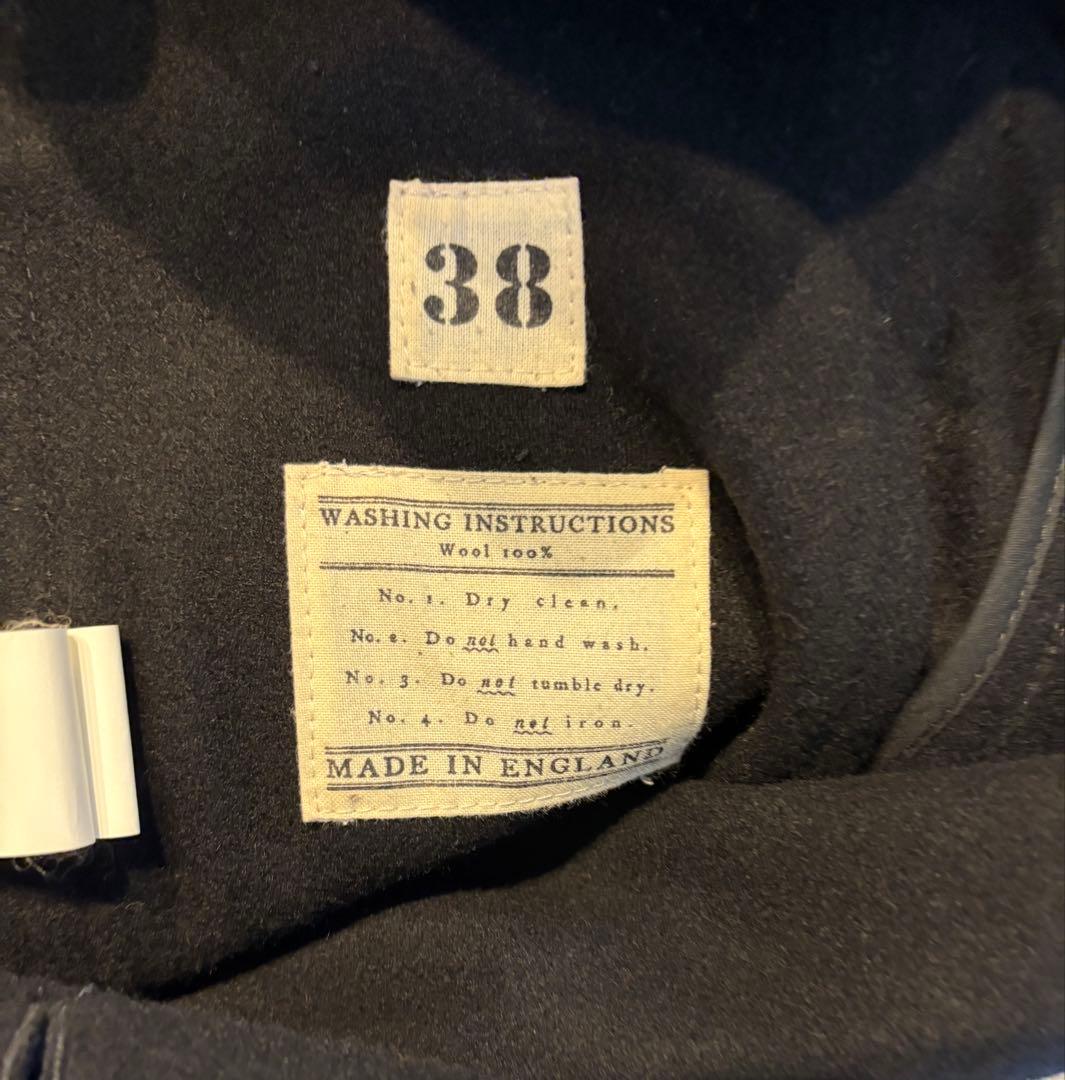 38
WASHING INSTRUCTIONS
Wool 100%
No. 1. Dry clean.
No. 2. Do not hand wash.
No. 3. Do not tumble dry.
No. 4. Do not iron.
MADE IN ENGLAND